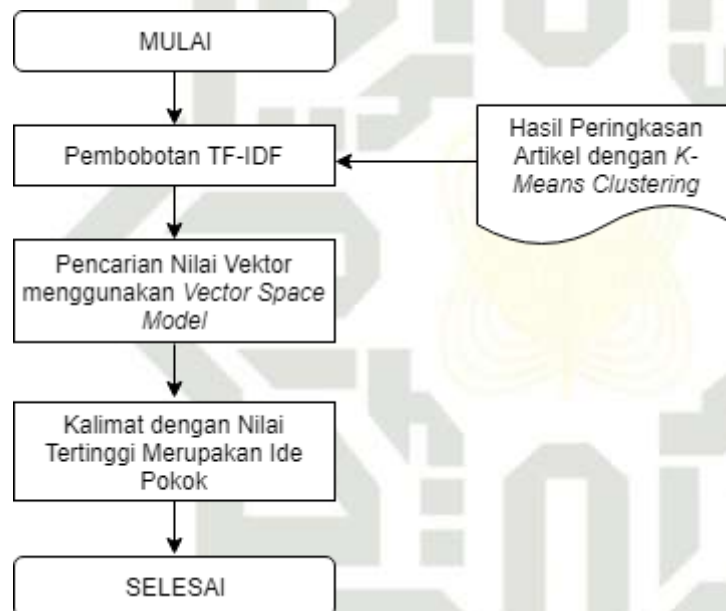 MULAI
Pembobotan TF-IDF
Hasil Peringkasan
Artikel dengan K-
Means Clustering
Pencarian Nilai Vektor
menggunakan Vector Space
Model
Kalimat dengan Nilai
Tertinggi Merupakan Ide
Pokok
SELESAI